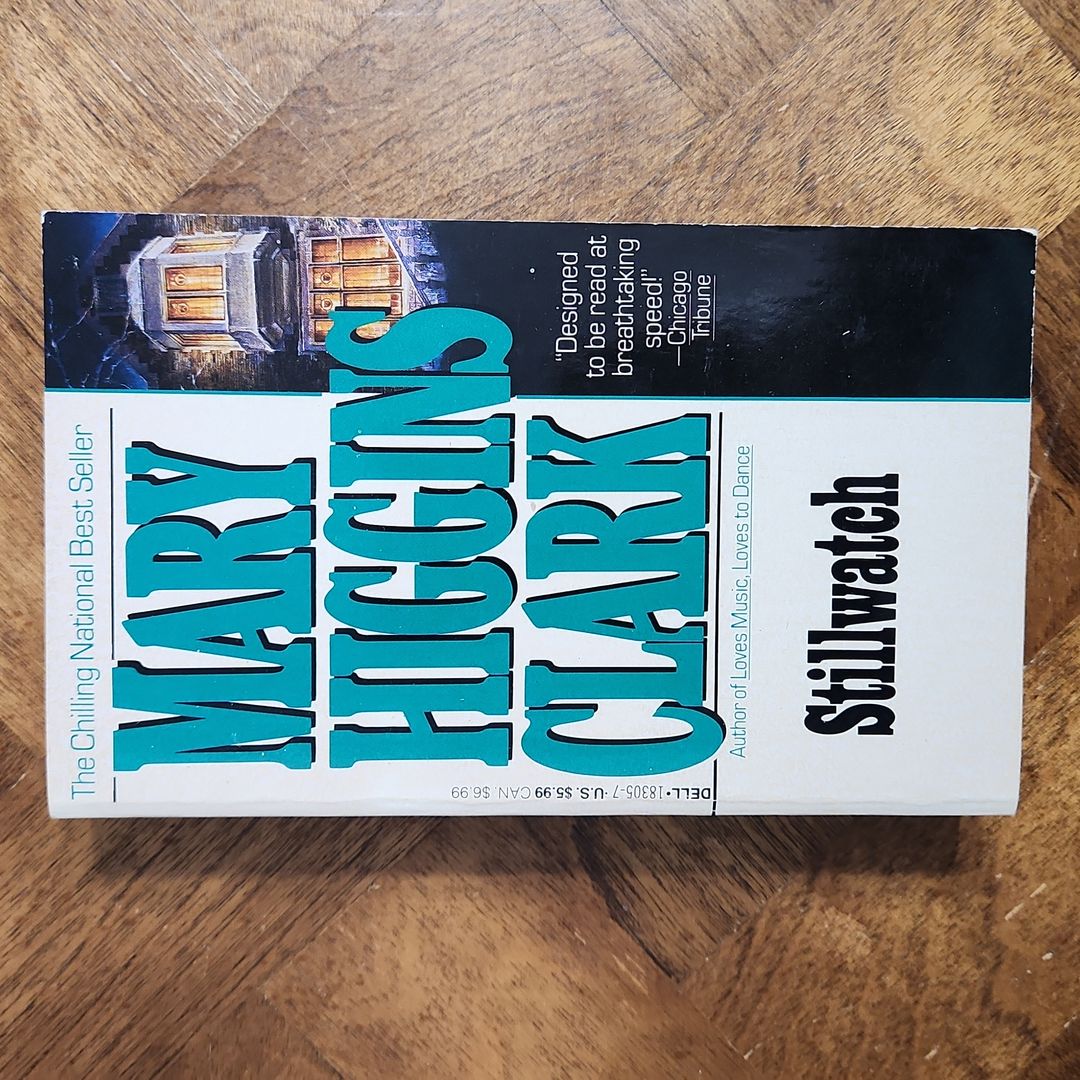 The Chilling National Best Seller
MARY
HIGGINS
CLARK
"Designed
to be read at
breathtaking
speed!"
—Chicago
Tribune
DELL•18305-7•U.S. $5.99 CAN. $6.99
Author of Loves Music, Loves to Dance
Stillwatch